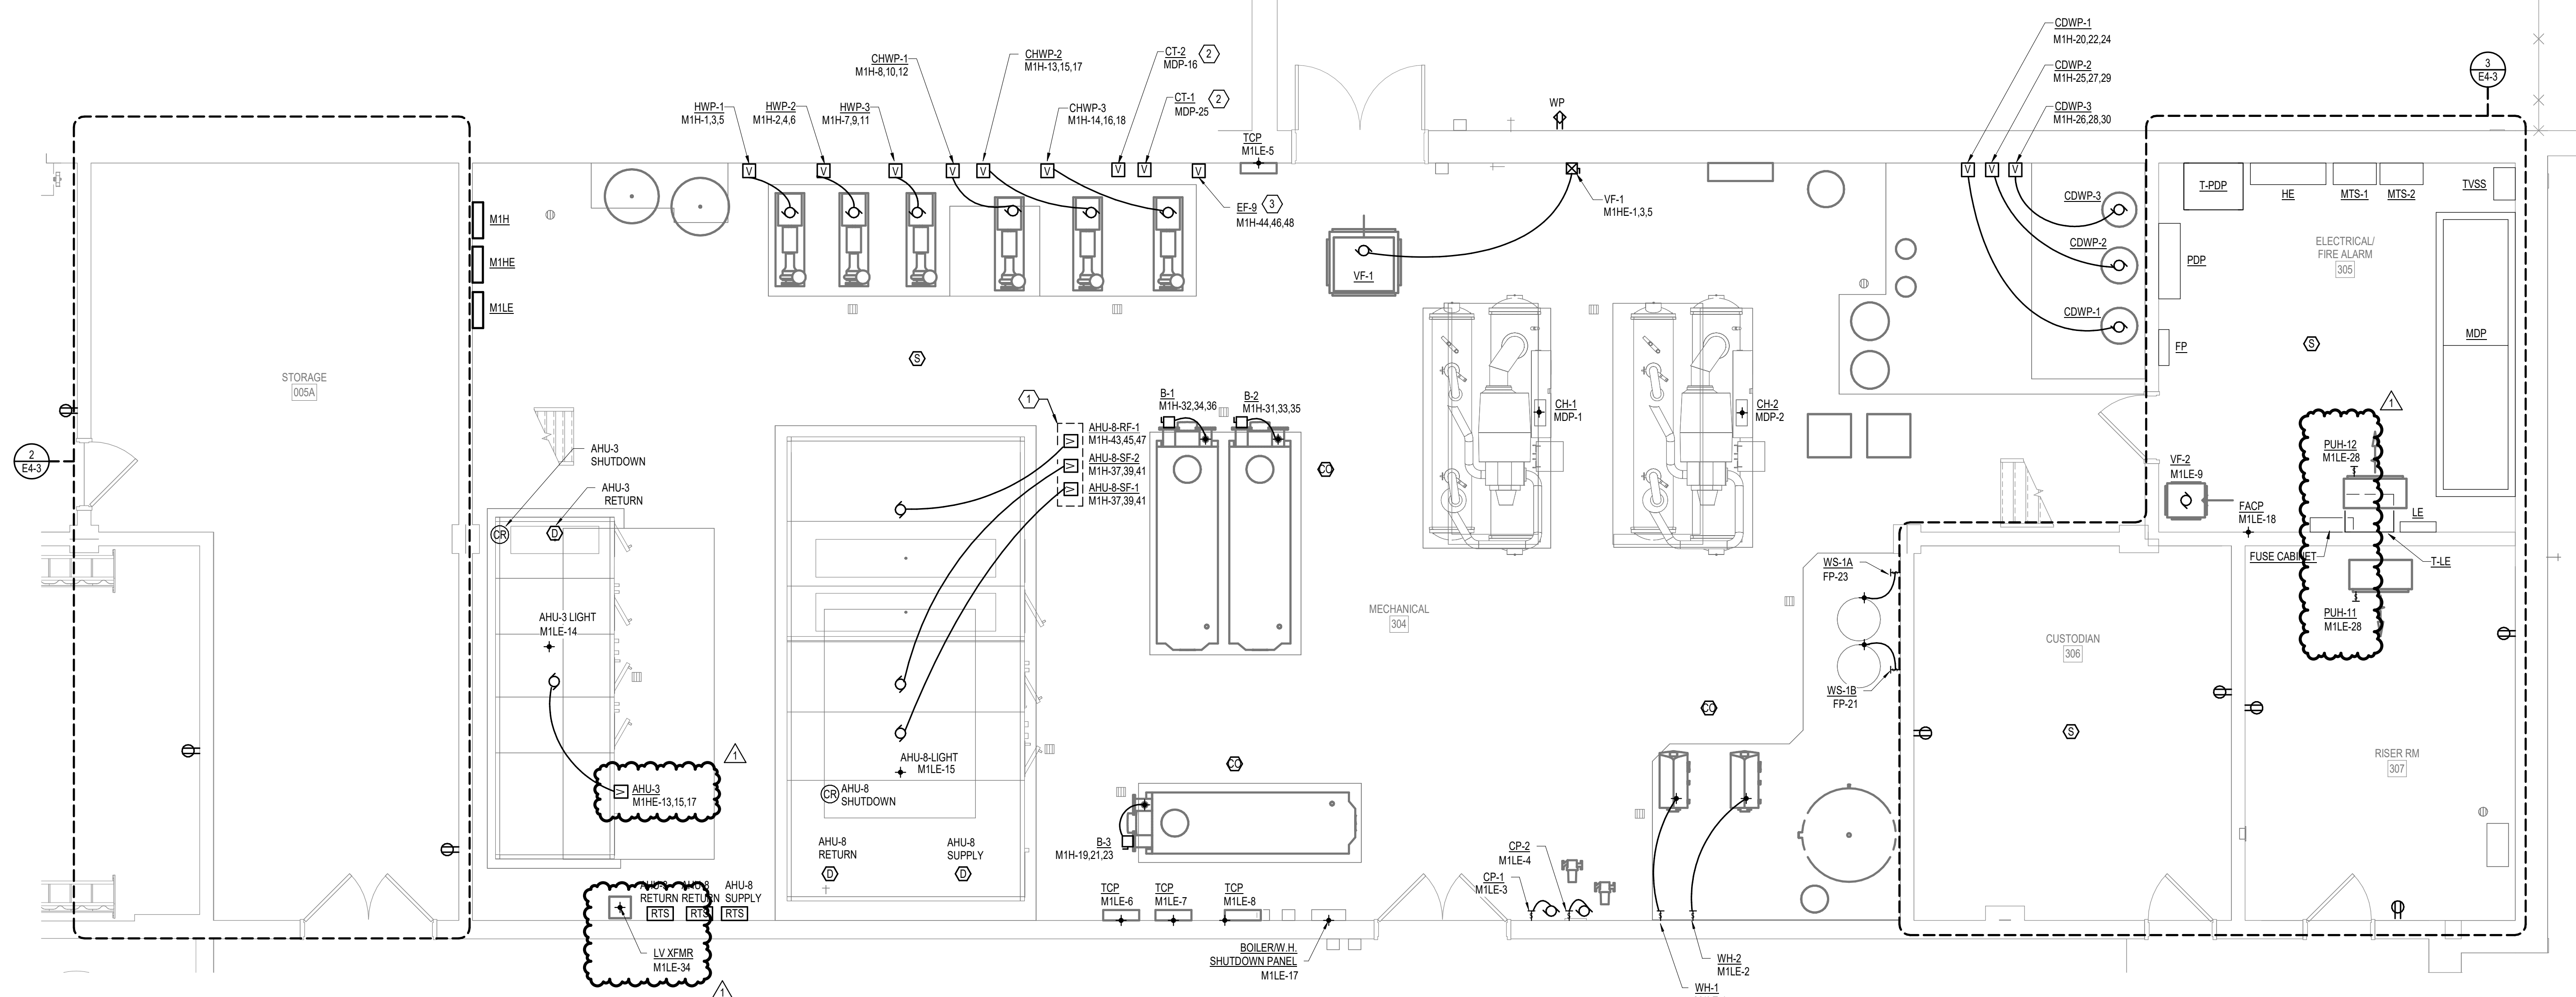 CDWP-1
M1H-20,22,24
CDWP-2
M1H-25,27,29
CDWP-3
M1H-26,28,30
3
E4-3
CHWP-1
M1H-8,10,12
CHWP-2
M1H-13,15,17
CT-2
MDP-16
2
CT-1
MDP-25
2
HWP-1
M1H-1,3,5
HWP-2
M1H-2,4,6
HWP-3
M1H-7,9,11
CHWP-3
M1H-14,16,18
TCP
M1LE-5
WP
V
V
V
V
V
V
V
V
V
V
V
V
EF-9
3
M1H-44,46,48
VF-1
M1HE-1,3,5
VF-1
M1H
M1HE
M1LE
CDWP-3
CDWP-2
CDWP-1
T-PDP
HE
MTS-1
MTS-2
TVSS
PDP
FP
MDP
ELECTRICAL/
FIRE ALARM
305
S
S
STORAGE
005A
2
E4-3
1
B-1
M1H-32,34,36
B-2
M1H-31,33,35
AHU-8-RF-1
M1H-43,45,47
AHU-8-SF-2
M1H-37,39,41
AHU-8-SF-1
M1H-37,39,41
V
V
V
CO
CH-1
MDP-1
CH-2
MDP-2
1
PUH-12
M1LE-28
VF-2
M1LE-9
FACP
M1LE-18
LE
FUSE CABINET
T-LE
PUH-11
M1LE-28
AHU-3
SHUTDOWN
AHU-3
RETURN
CR
D
AHU-3 LIGHT
M1LE-14
WS-1A
FP-23
WS-1B
FP-21
MECHANICAL
304
CUSTODIAN
306
S
CO
RISER RM
307
1
V
AHU-3
M1HE-13,15,17
AHU-8-LIGHT
M1LE-15
CR
AHU-8
SHUTDOWN
CO
AHU-8
RETURN
D
AHU-8
SUPPLY
D
B-3
M1H-19,21,23
CP-2
M1LE-4
CP-1
M1LE-3
RETURN
RETURN
AHU-8
SUPPLY
RTS
RTS
RTS
TCP
M1LE-6
TCP
M1LE-7
TCP
M1LE-8
LV XFMR
M1LE-34
1
BOILER/W.H.
SHUTDOWN PANEL
M1LE-17
WH-2
M1LE-2
WH-1